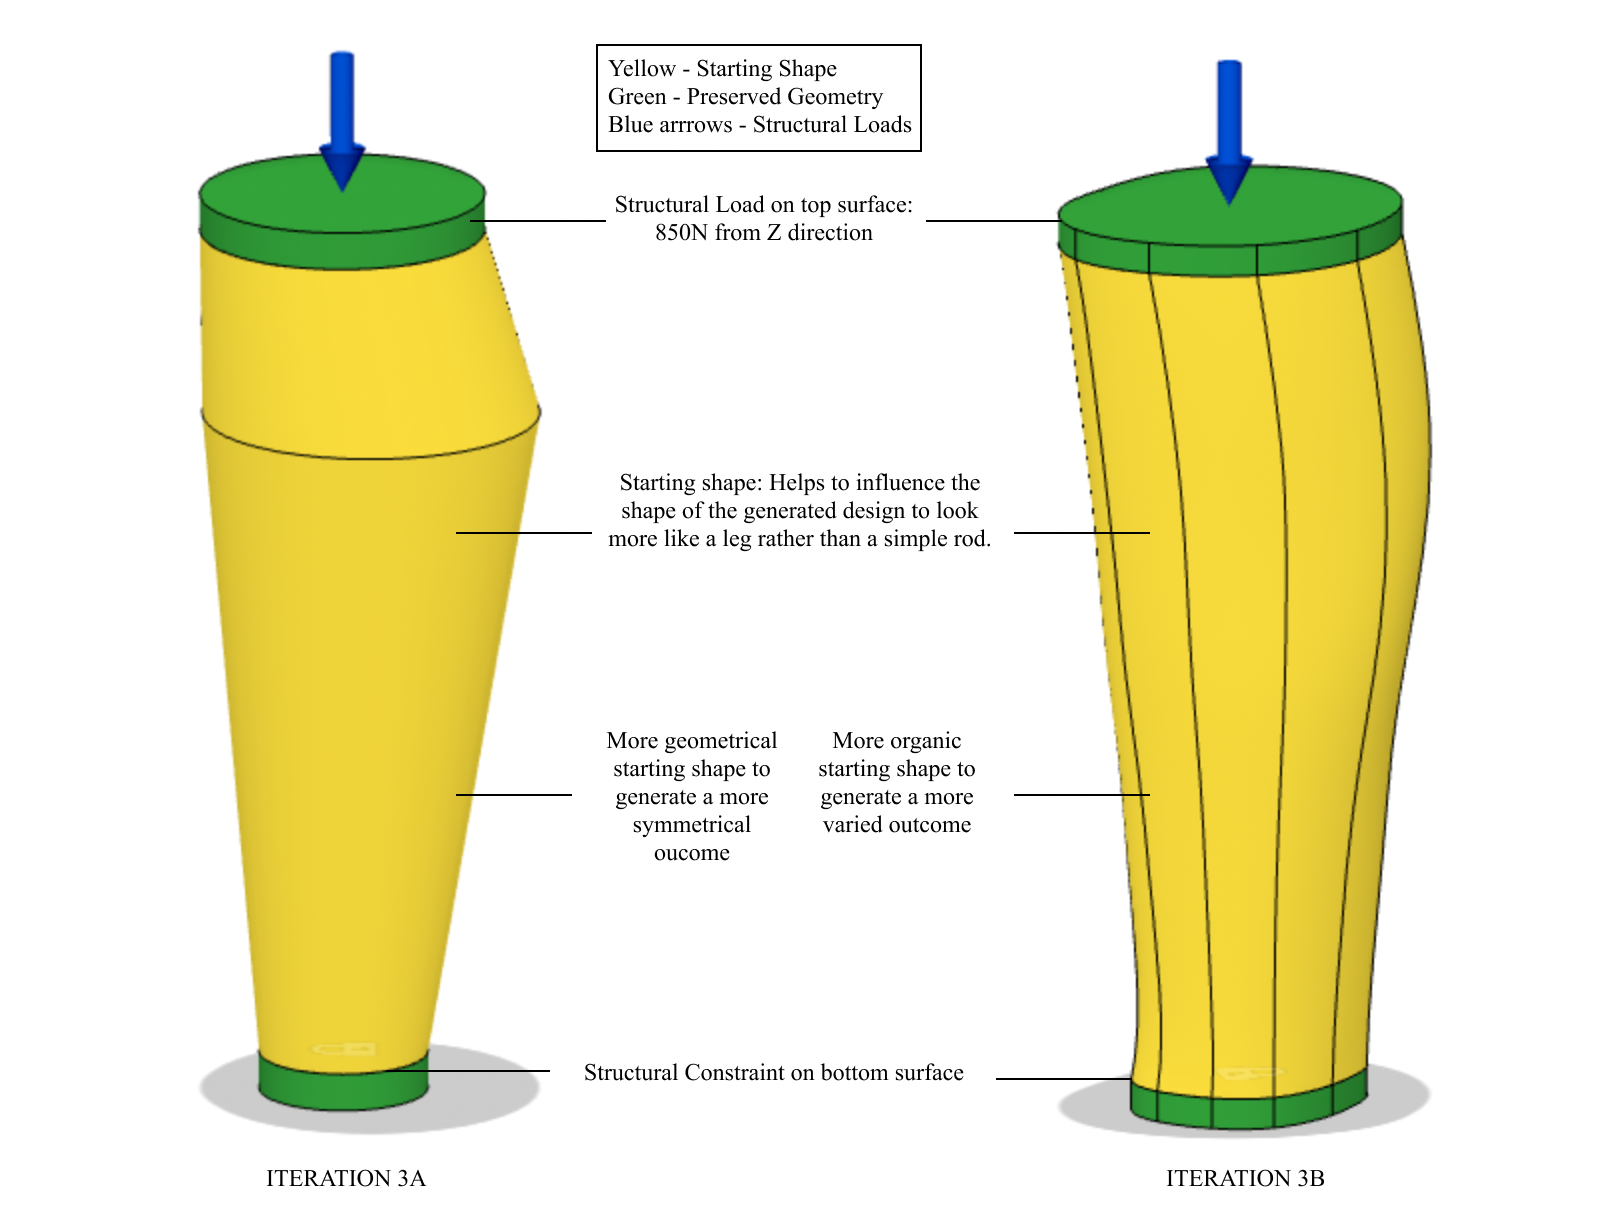 Yellow - Starting Shape
Green - Preserved Geometry
Blue arrrows - Structural Loads
Structural Load on top surface:
850N from Z direction
Starting shape: Helps to influence the
shape of the generated design to look
more like a leg rather than a simple rod.
More geometrical
starting shape to
generate a more
symmetrical
oucome
More organic
starting shape to
generate a more
varied outcome
Structural Constraint on bottom surface
ITERATION 3A
ITERATION 3B